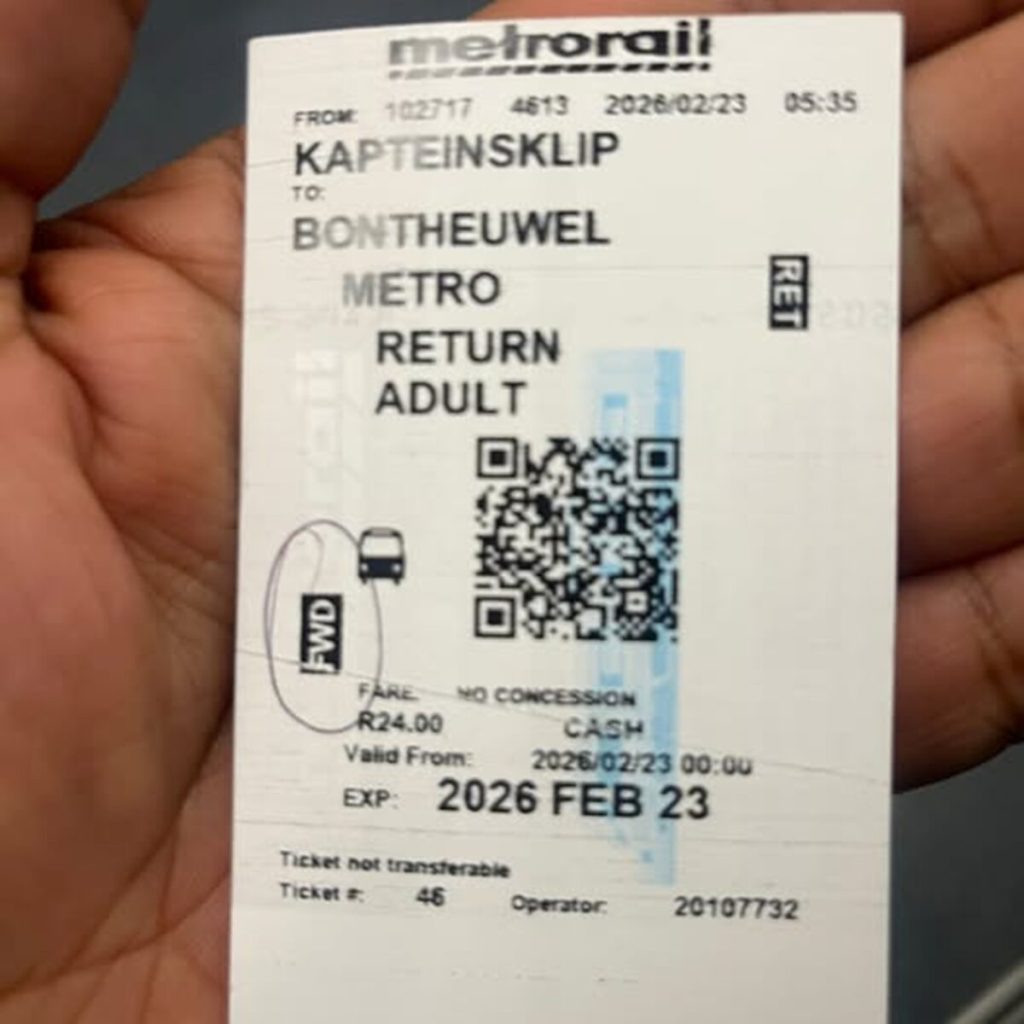 metrorail
FROM: 102717 4613 2026/02/23 05:35
KAPTEINSKLIP
TO:
BONTHEUWEL
METRO
RET
RETURN
ADULT
FWD
FARE: NO CONCESSION
R24.00 CASH
Valid From: 2026/02/23 00:00
EXP: 2026 FEB 23
Ticket not transferable
Ticket #: 46 Operator: 20107732